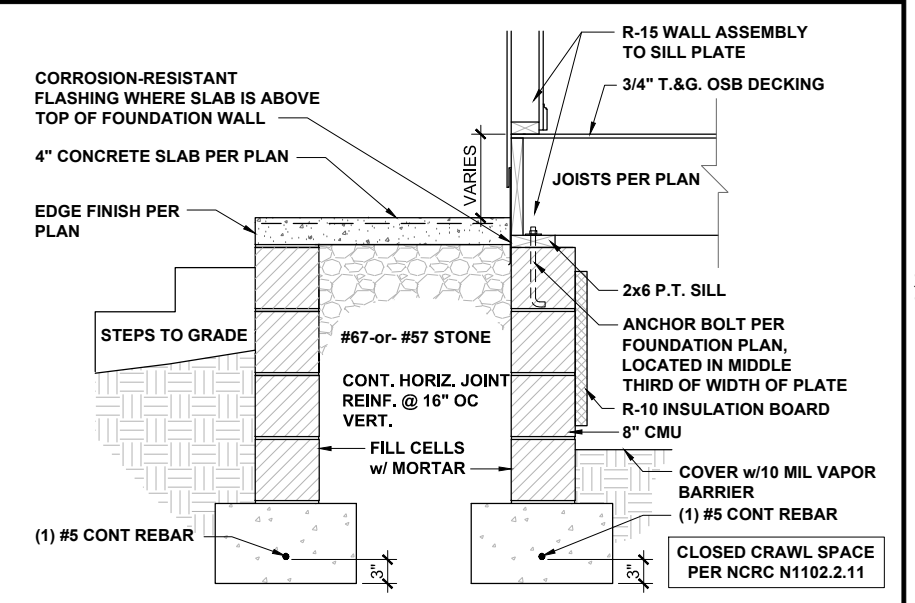 CORROSION-RESISTANT
FLASHING WHERE SLAB IS ABOVE
TOP OF FOUNDATION WALL
4" CONCRETE SLAB PER PLAN
EDGE FINISH PER
PLAN
STEPS TO GRADE
(1) #5 CONT REBAR
3"
VARIES
#67-or- #57 STONE
CONT. HORIZ. JOINT
REINF. @ 16" OC
VERT.
FILL CELLS
w/ MORTAR
R-15 WALL ASSEMBLY
TO SILL PLATE
3/4" T.&G. OSB DECKING
JOISTS PER PLAN
2x6 P.T. SILL
ANCHOR BOLT PER
FOUNDATION PLAN,
LOCATED IN MIDDLE
THIRD OF WIDTH OF PLATE
R-10 INSULATION BOARD
8" CMU
COVER w/10 MIL VAPOR
BARRIER
(1) #5 CONT REBAR
3"
CLOSED CRAWL SPACE
PER NCRC N1102.2.11